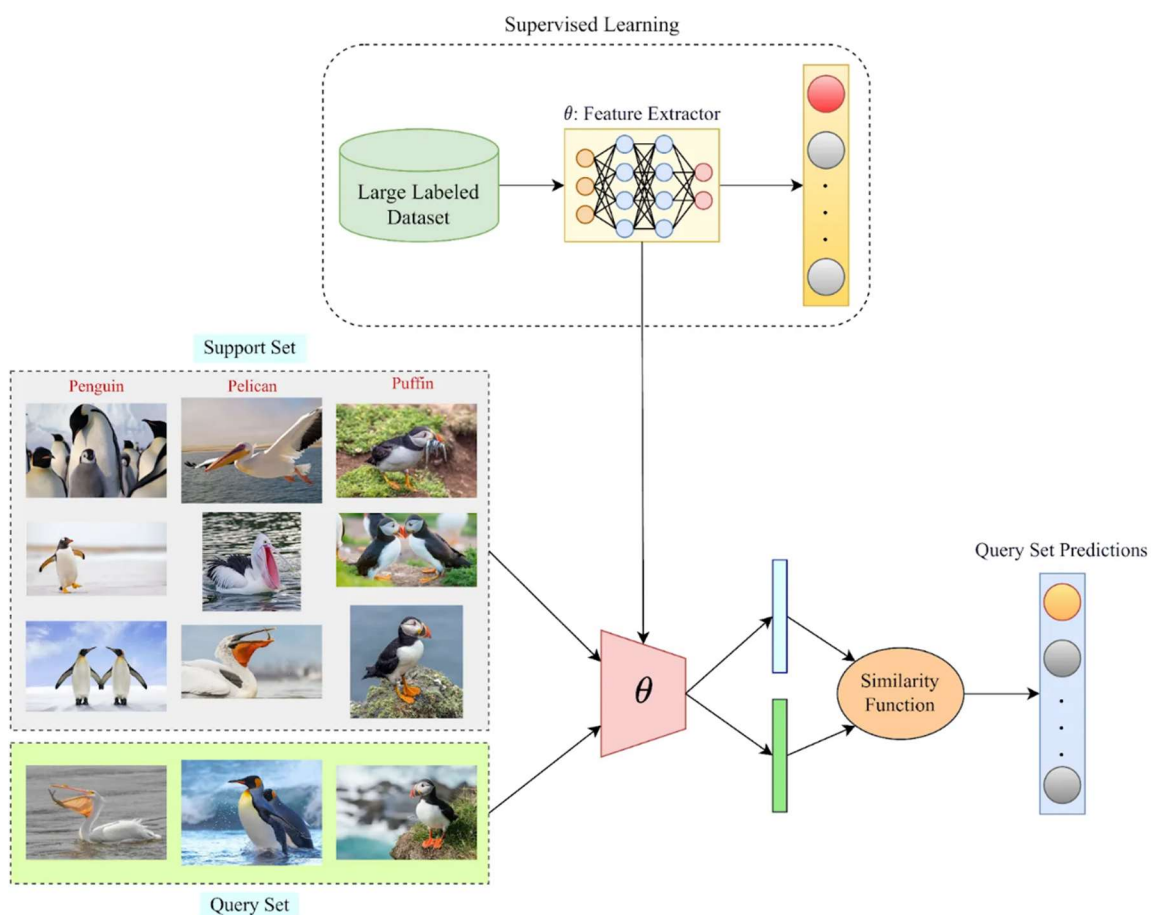 Supervised Learning
θ: Feature Extractor
Large Labeled
Dataset
Support Set
Penguin
Pelican
Puffin
Query Set Predictions
θ
Similarity
Function
Query Set